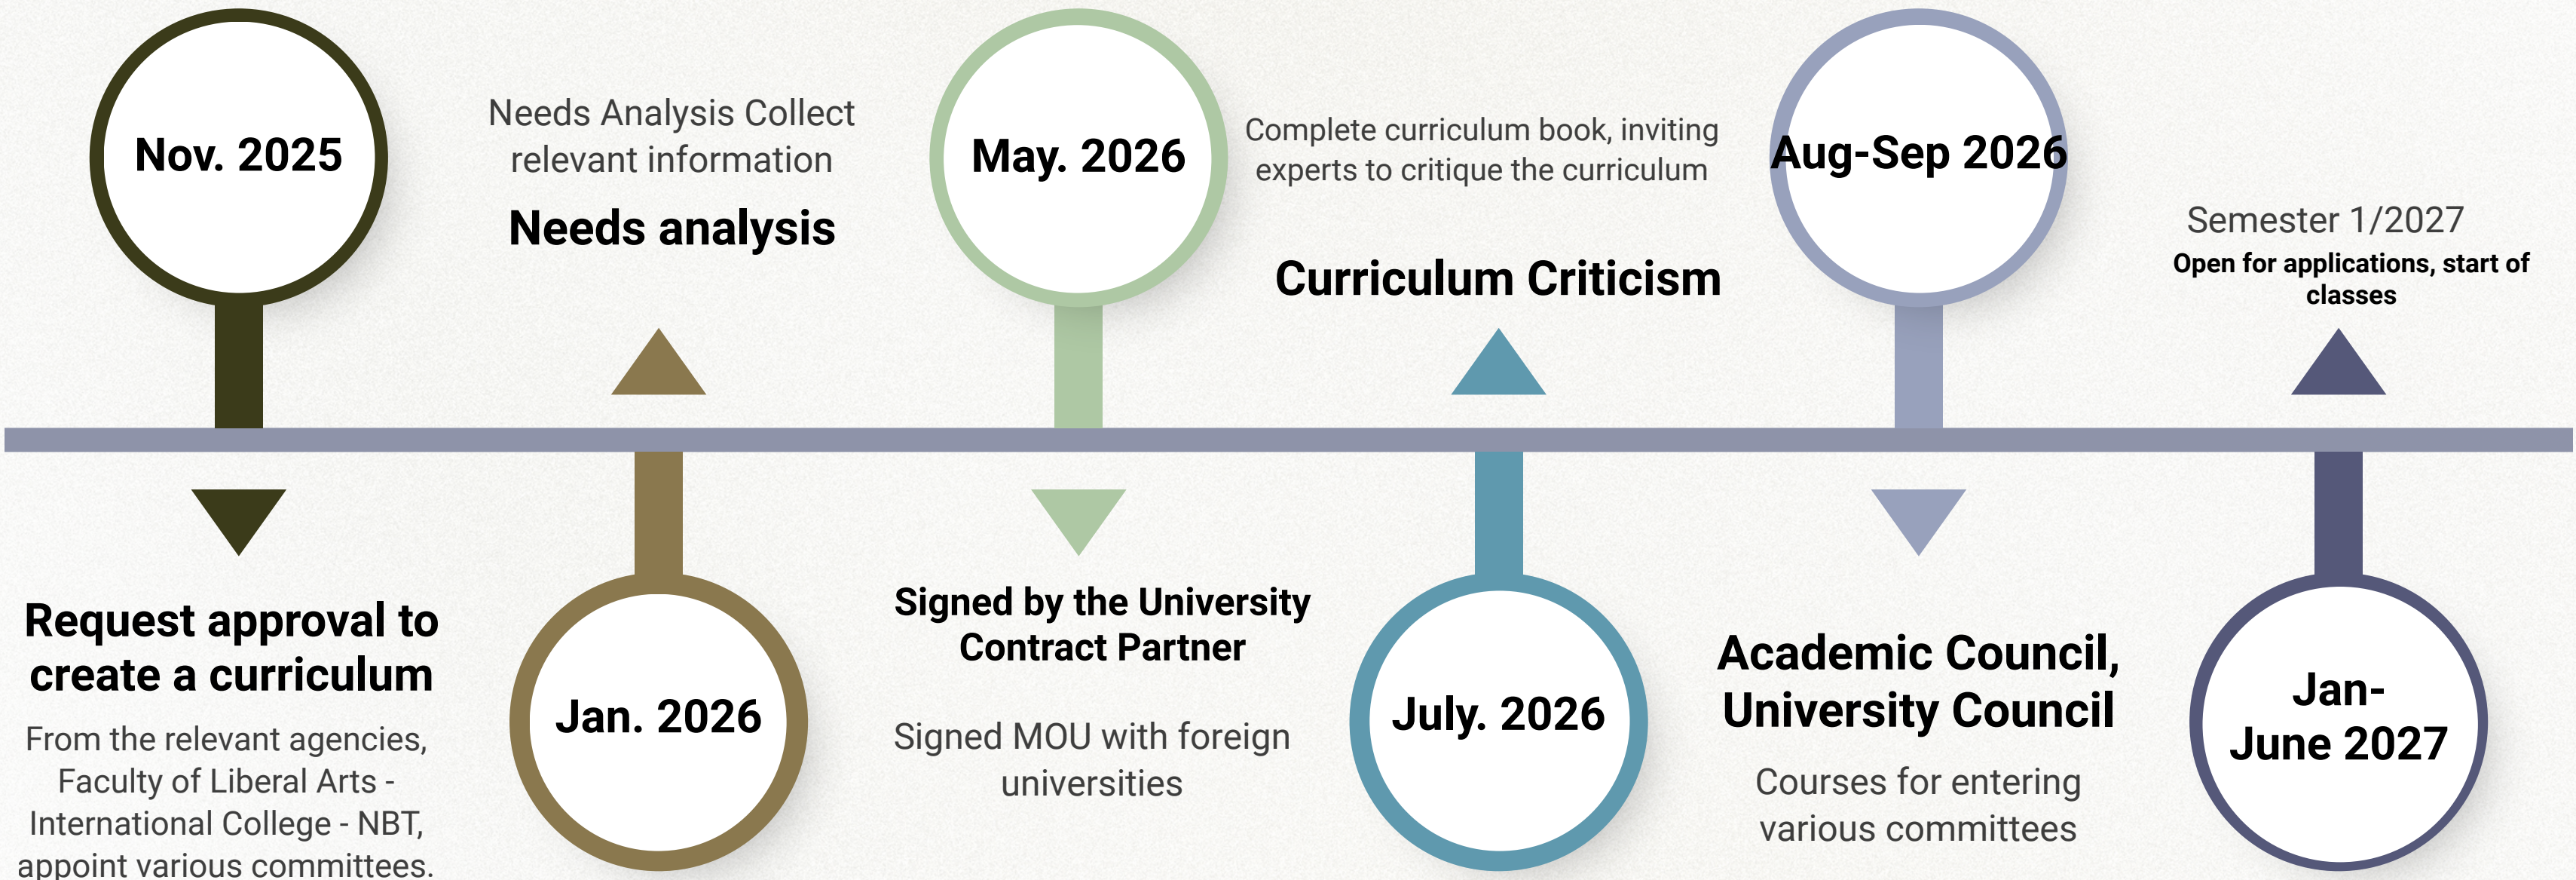 Nov. 2025
Request approval to
create a curriculum
From the relevant agencies,
Faculty of Liberal Arts -
International College - NBT,
appoint various committees.
Needs Analysis Collect
relevant information
Needs analysis
Jan. 2026
May. 2026
Signed by the University
Contract Partner
Signed MOU with foreign
universities
Complete curriculum book, inviting
experts to critique the curriculum
Curriculum Criticism
July. 2026
Aug-Sep 2026
Academic Council,
University Council
Courses for entering
various committees
Semester 1/2027
Open for applications, start of
classes
Jan-
June 2027